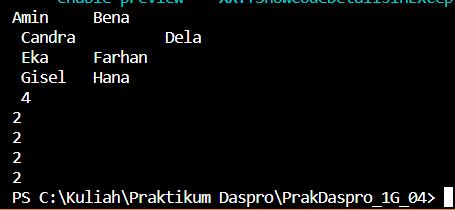 Amin Bena
Candra Dela
Eka Farhan
Gisel Hana
4
2
2
2
2
PS C:\Kuliah\Praktikum Daspro\PrakDaspro_1G_04>